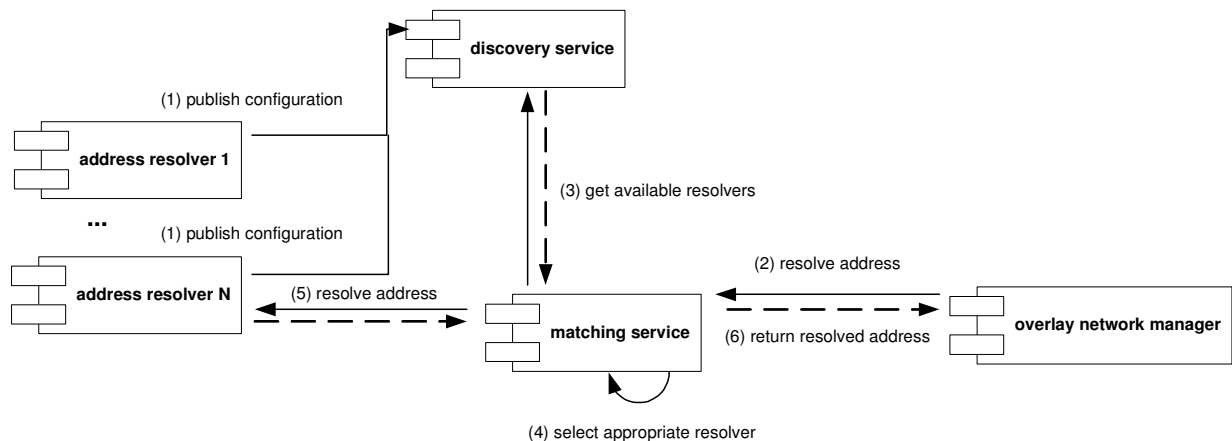 discovery service
(1) publish configuration
address resolver 1
(3) get available resolvers
...
(1) publish configuration
address resolver N
(2) resolve address
(5) resolve address
matching service
overlay network manager
(6) return resolved address
(4) select appropriate resolver